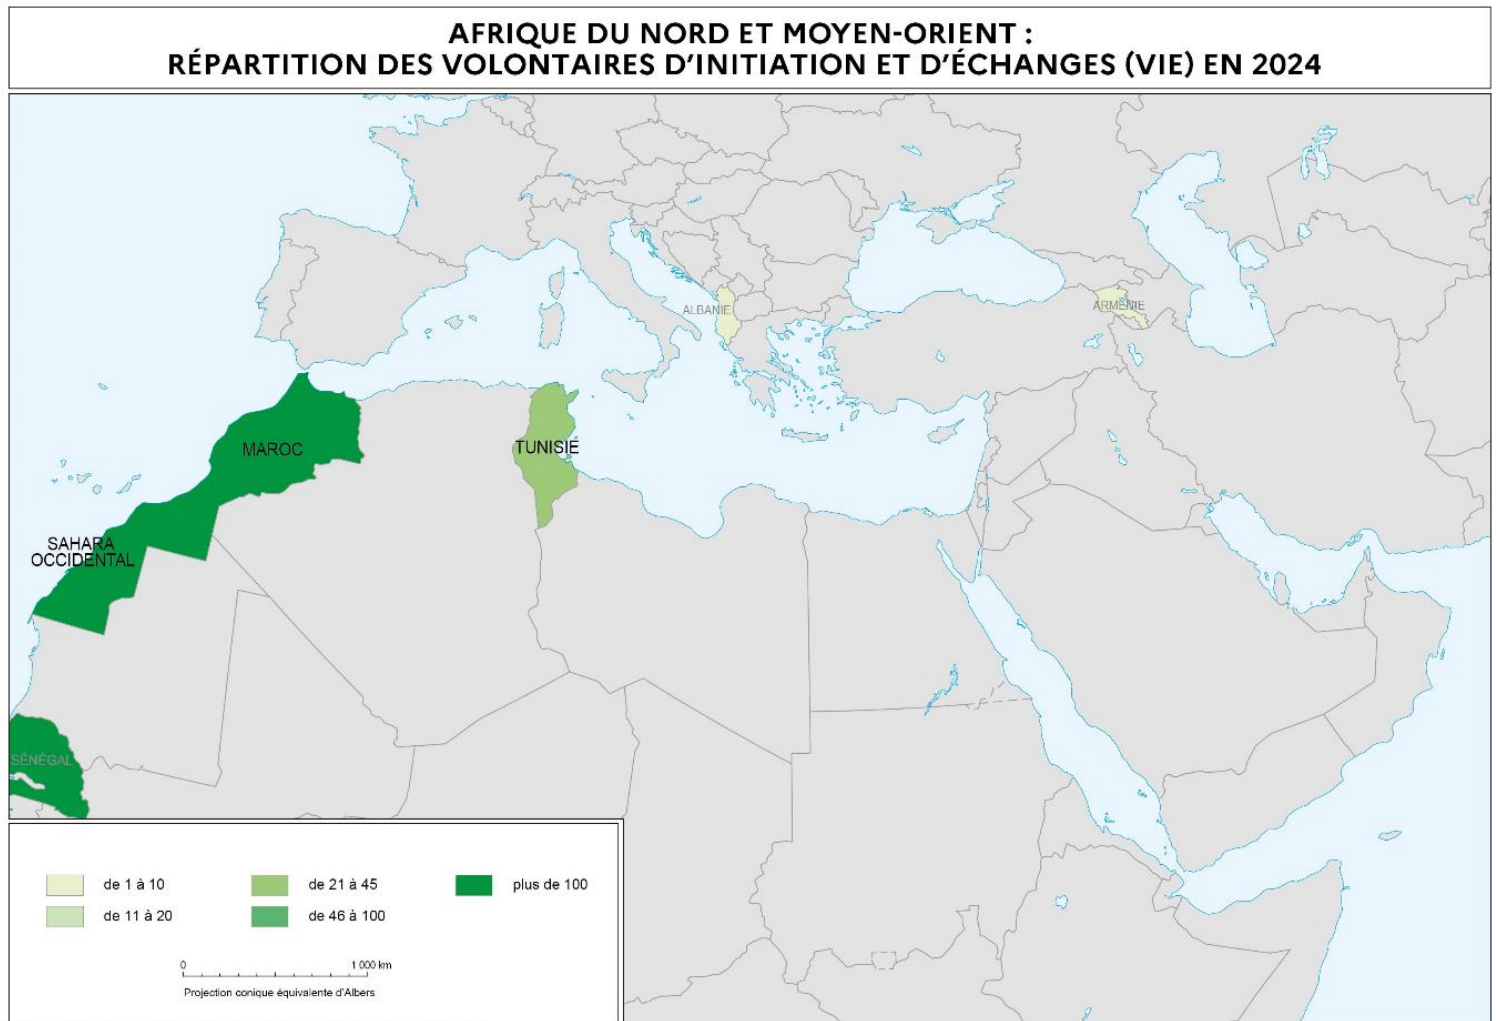 AFRIQUE DU NORD ET MOYEN-ORIENT :
RÉPARTITION DES VOLONTAIRES D'INITIATION ET D'ÉCHANGES (VIE) EN 2024
ALBANIE
ARMÉNIE
MAROC
TUNISIE
SAHARA
OCCIDENTAL
SÉNÉGAL
de 1 à 10
de 21 à 45
plus de 100
de 11 à 20
de 46 à 100
0 1 000 km
Projection conique équivalente d'Albers